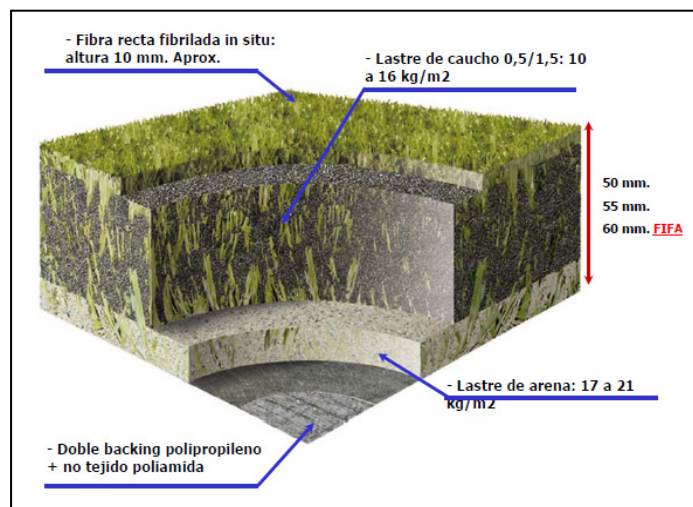 - Fibra recta fibrilada in situ:
altura 10 mm. Aprox.
- Lastre de caucho 0,5/1,5: 10
a 16 kg/m2
50 mm.
55 mm.
60 mm. FIFA
- Lastre de arena: 17 a 21
kg/m2
- Doble backing polipropileno
+ no tejido poliamida